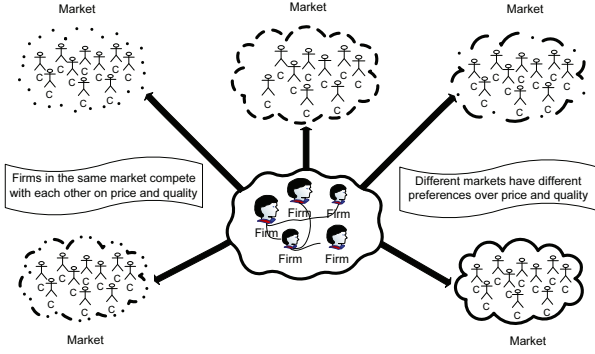 Market
Market
Market
C C
C C C
C C
C C C
C C
C C C
Firms in the same market compete
with each other on price and quality
Different markets have different
preferences over price and quality
Firm
Firm
Firm
Firm
Firm
C C
C C C
C C
C C C
Market
Market